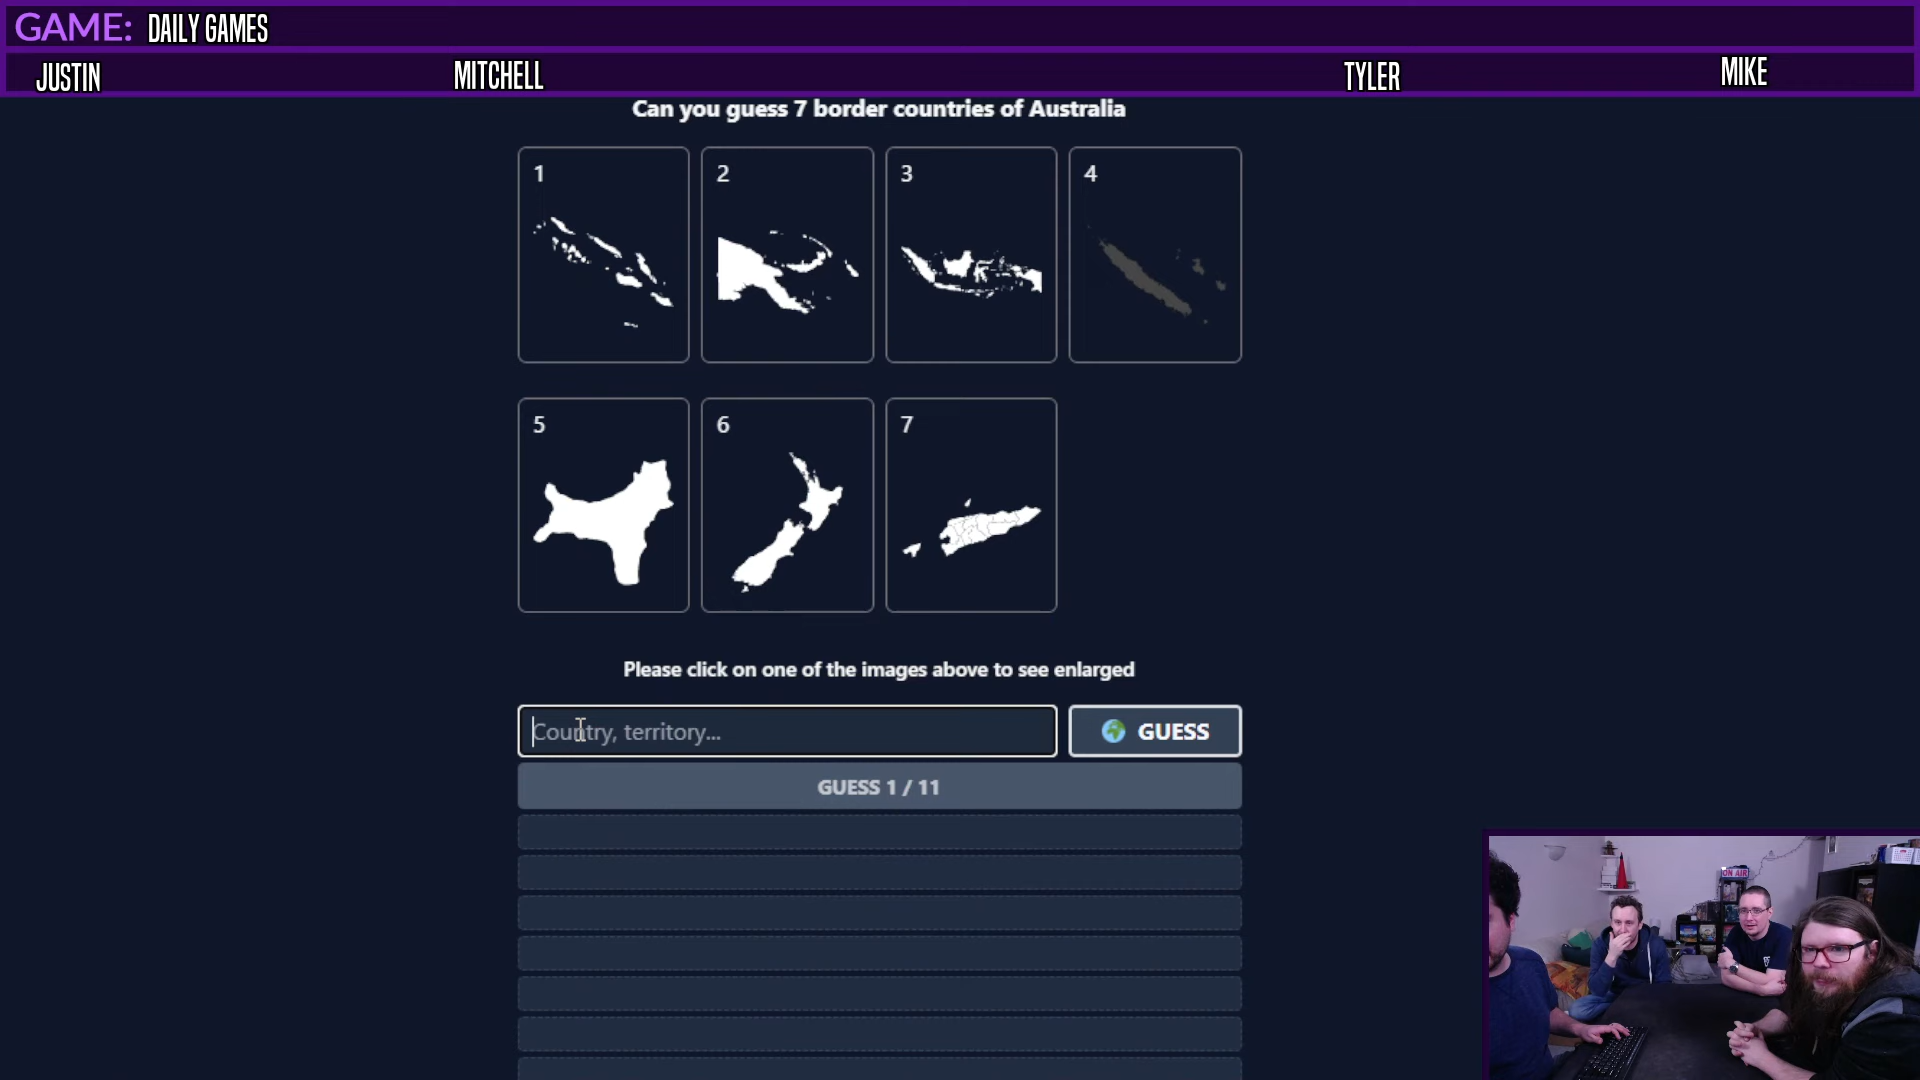 GAME: DAILY GAMES
JUSTIN MITCHELL TYLER MIKE
Can you guess 7 border countries of Australia
1 2 3 4
5 6 7
Please click on one of the images above to see enlarged
Country, territory...
GUESS
GUESS 1 / 11
ON AIR